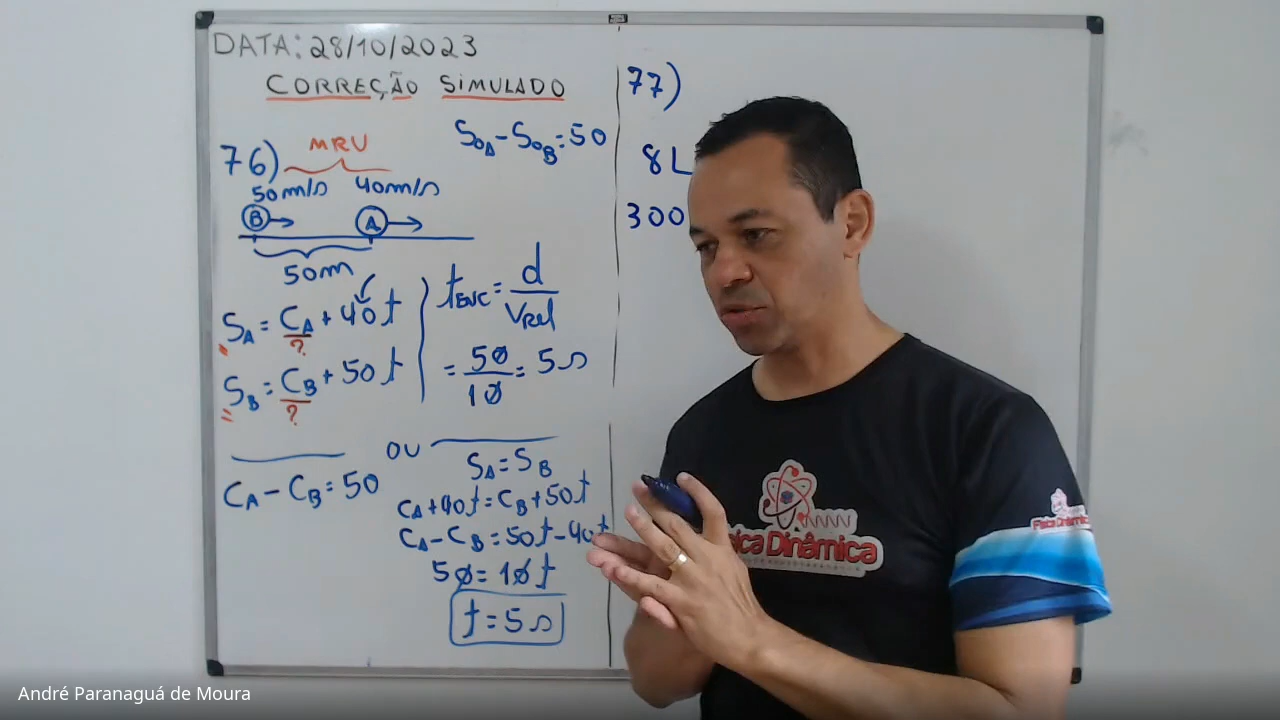 DATA: 28/10/2023
CORREÇÃO SIMULADO
76) MRU
S₀A - S₀B = 50
50m/s 40m/s
B A
50m
SA = CA + 40t
?
SB = CB + 50t
?
tENC = d/VRel
= 50/10 = 5s
OU
CA - CB = 50
SA = SB
CA + 40t = CB + 50t
CA - CB = 50t - 40t
50 = 10t
t = 5s
77)
8L
300
Física Dinâmica
André Paranaguá de Moura